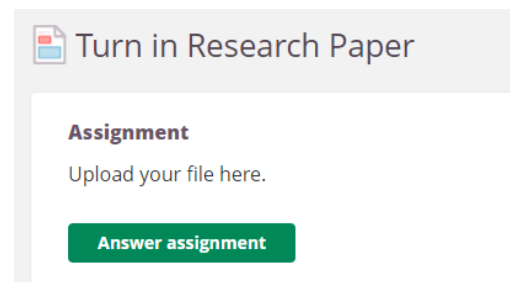 Turn in Research Paper
Assignment
Upload your file here.
Answer assignment